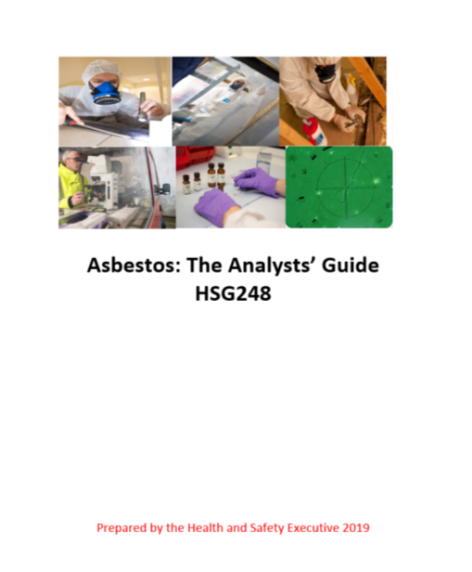 Asbestos: The Analysts' Guide
HSG248
Prepared by the Health and Safety Executive 2019